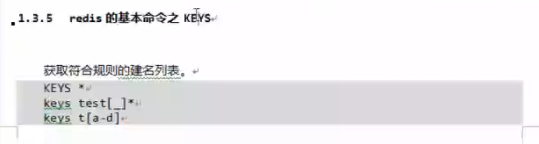 1.3.5 redis 的基本命令之 KEYS
获取符合规则的建名列表。
KEYS *
keys test[_]*
keys t[a-d]